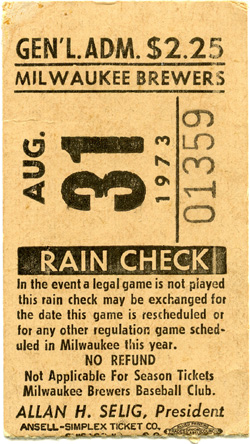 GEN'L. ADM. $2.25
MILWAUKEE BREWERS
AUG.
31
1973
01359
RAIN CHECK
In the event a legal game is not played
this rain check may be exchanged for
the date this game is rescheduled or
for any other regulation game sched-
uled in Milwaukee this year.
NO REFUND
Not Applicable For Season Tickets
Milwaukee Brewers Baseball Club.
ALLAN H. SELIG, President
ANSELL-SIMPLEX TICKET CO.